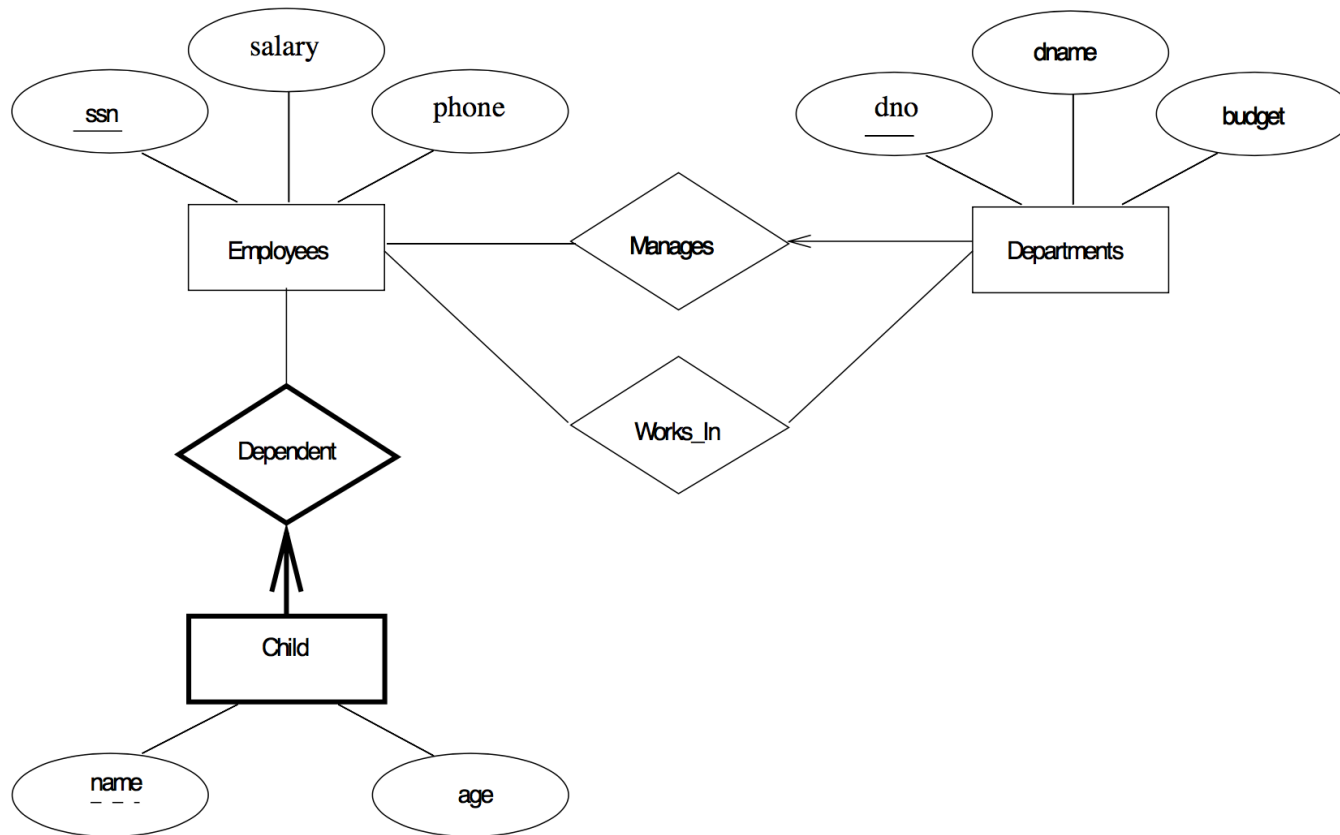 salary
dname
ssn
phone
dno
budget
Employees
Manages
Departments
Works_In
Dependent
Child
name
age